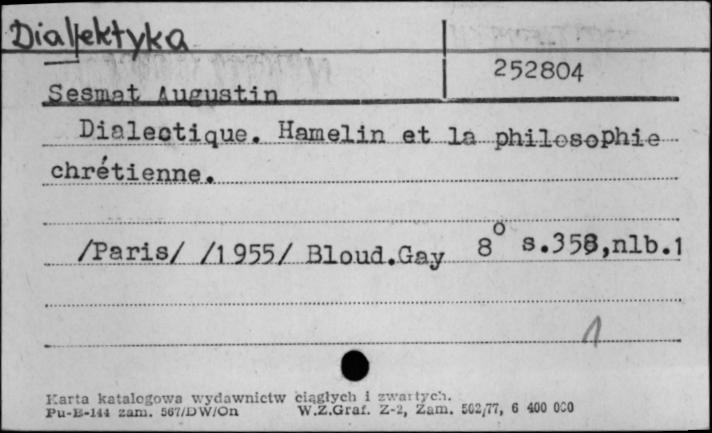 Dialektyka
252804
Sesmat Augustin
Dialectique. Hamelin et la philosophie
chrétienne.
/Paris/ /1955/ Bloud.Gay 8° s.358,nlb.1
1
Karta katalogowa wydawnictw ciągłych i zwartych.
Pu-B-144 zam. 567/DW/On W.Z.Graf. Z-2, Zam. 502/77, 6 400 000